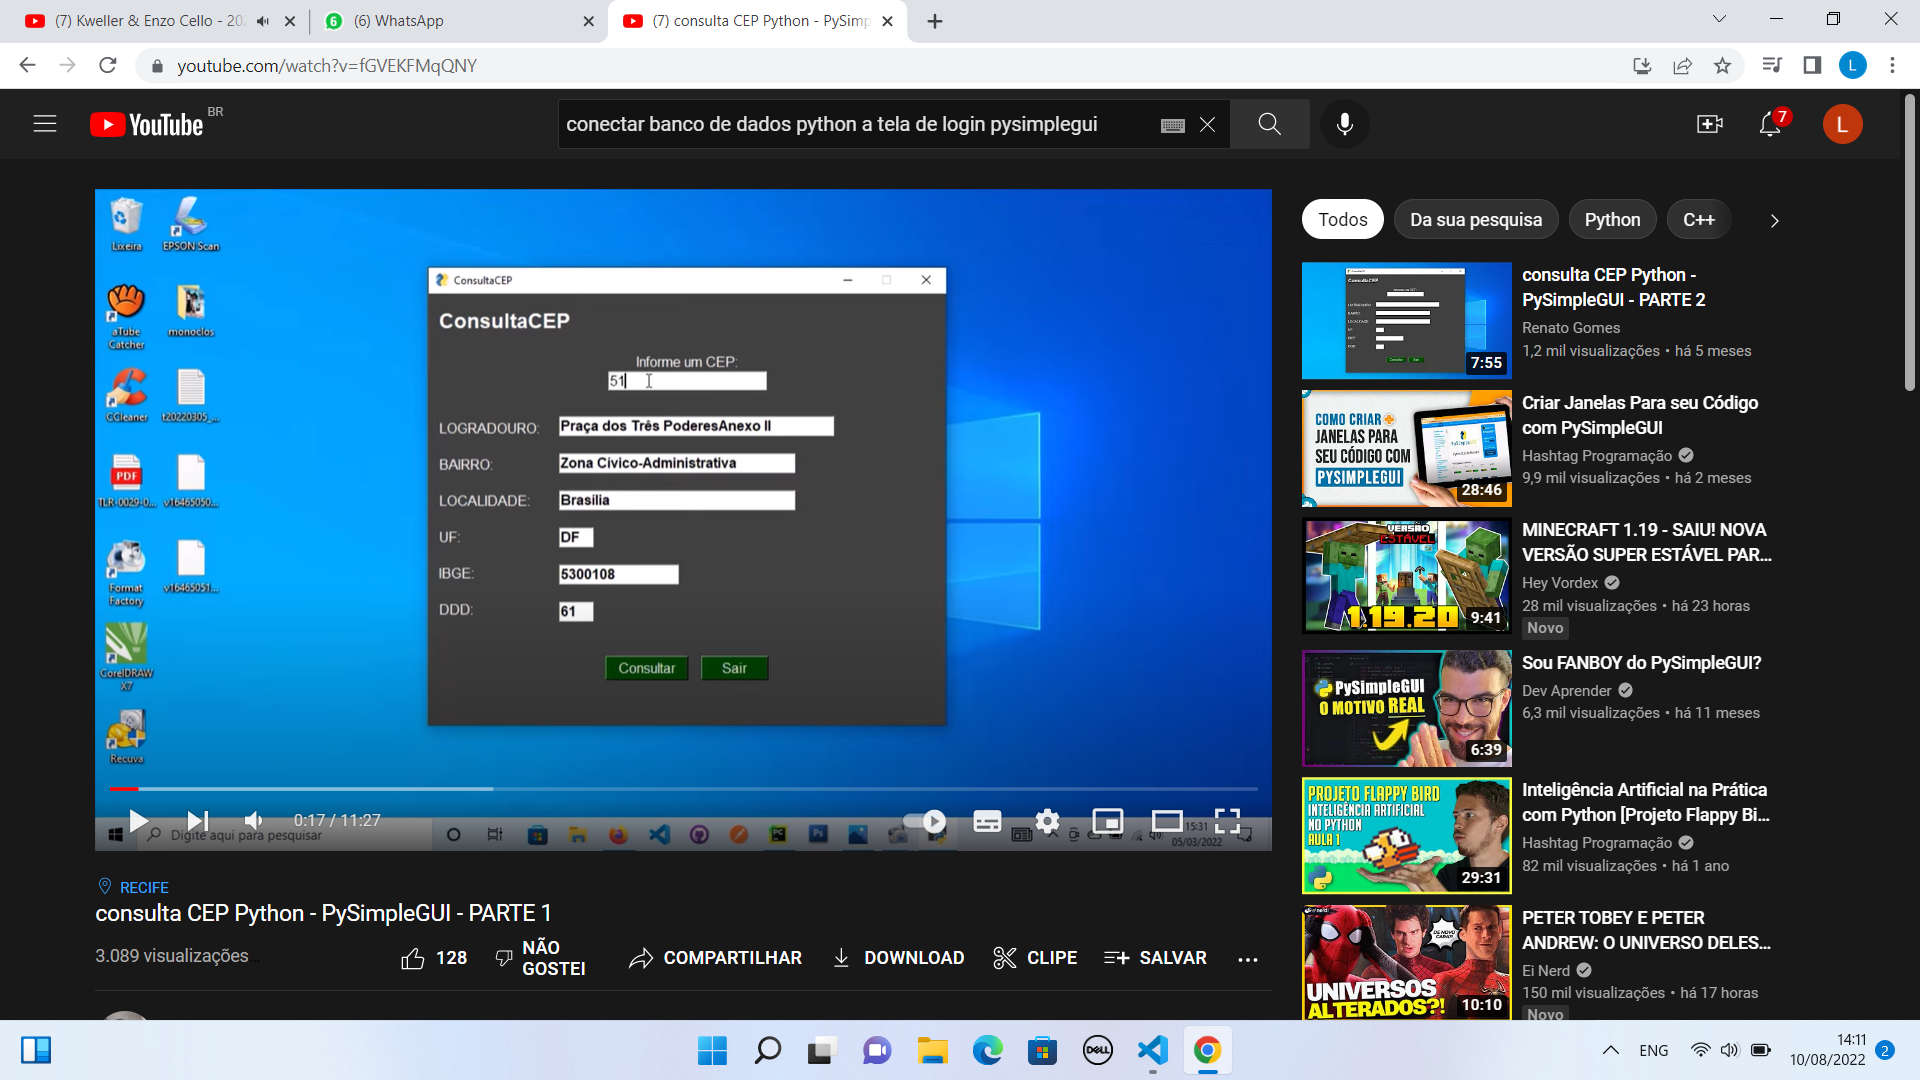 (7) Kweller & Enzo Cello - 20
(6) WhatsApp
(7) consulta CEP Python - PySimp
youtube.com/watch?v=fGVEKFMqQNY
L
YouTube BR
conectar banco de dados python a tela de login pysimplegui
7
L
Lixeira
EPSON Scan
aTube Catcher
monoclos
CCleaner
t20220305_...
PDF
TLR-0029-0...
v16465050...
Format Factory
v16465051...
CorelDRAW X7
Recuva
ConsultaCEP
ConsultaCEP
Informe um CEP:
51
LOGRADOURO: Praça dos Três PoderesAnexo II
BAIRRO: Zona Cívico-Administrativa
LOCALIDADE: Brasília
UF: DF
IBGE: 5300108
DDD: 61
Consultar
Sair
0:17 / 11:27
Digite aqui para pesquisar
15:31
05/03/2022
RECIFE
consulta CEP Python - PySimpleGUI - PARTE 1
3.089 visualizações
128
NÃO GOSTEI
COMPARTILHAR
DOWNLOAD
CLIPE
SALVAR
Todos
Da sua pesquisa
Python
C++
7:55
consulta CEP Python -
PySimpleGUI - PARTE 2
Renato Gomes
1,2 mil visualizações • há 5 meses
COMO CRIAR
JANELAS PARA
SEU CÓDIGO COM
PYSIMPLEGUI
28:46
Criar Janelas Para seu Código
com PySimpleGUI
Hashtag Programação
9,9 mil visualizações • há 2 meses
VERSÃO
ESTÁVEL
1.19.20
9:41
MINECRAFT 1.19 - SAIU! NOVA
VERSÃO SUPER ESTÁVEL PAR...
Hey Vordex
28 mil visualizações • há 23 horas
Novo
PySimpleGUI
O MOTIVO REAL
6:39
Sou FANBOY do PySimpleGUI?
Dev Aprender
6,3 mil visualizações • há 11 meses
PROJETO FLAPPY BIRD
INTELIGÊNCIA ARTIFICIAL
NO PYTHON
AULA 1
29:31
Inteligência Artificial na Prática
com Python [Projeto Flappy Bi...
Hashtag Programação
82 mil visualizações • há 1 ano
UNIVERSOS
ALTERADOS?!
10:10
PETER TOBEY E PETER
ANDREW: O UNIVERSO DELES...
Ei Nerd
150 mil visualizações • há 17 horas
Novo
DELL
ENG
14:11
10/08/2022
2